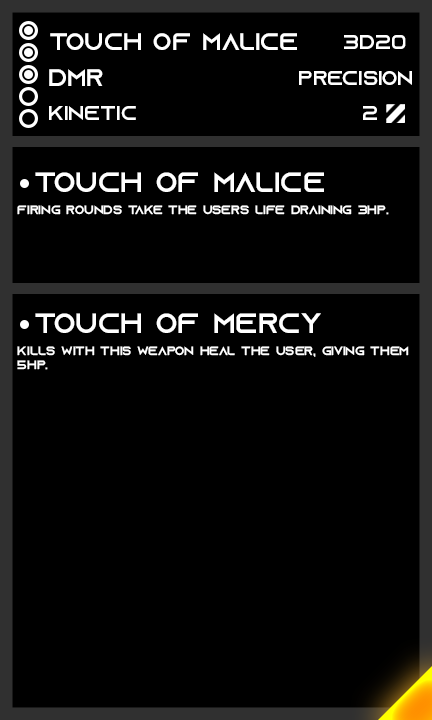 TOUCH OF MALICE 3D20
DMR PRECISION
KINETIC 2
•TOUCH OF MALICE
FIRING ROUNDS TAKE THE USERS LIFE DRAINING 3HP.
•TOUCH OF MERCY
KILLS WITH THIS WEAPON HEAL THE USER, GIVING THEM
5HP.